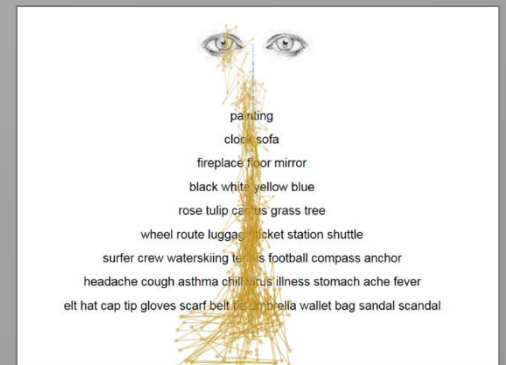 painting
clock sofa
fireplace floor mirror
black white yellow blue
rose tulip cactus grass tree
wheel route luggage ticket station shuttle
surfer crew waterskiing tennis football compass anchor
headache cough asthma chill virus illness stomach ache fever
elt hat cap tip gloves scarf belt tie umbrella wallet bag sandal scandal